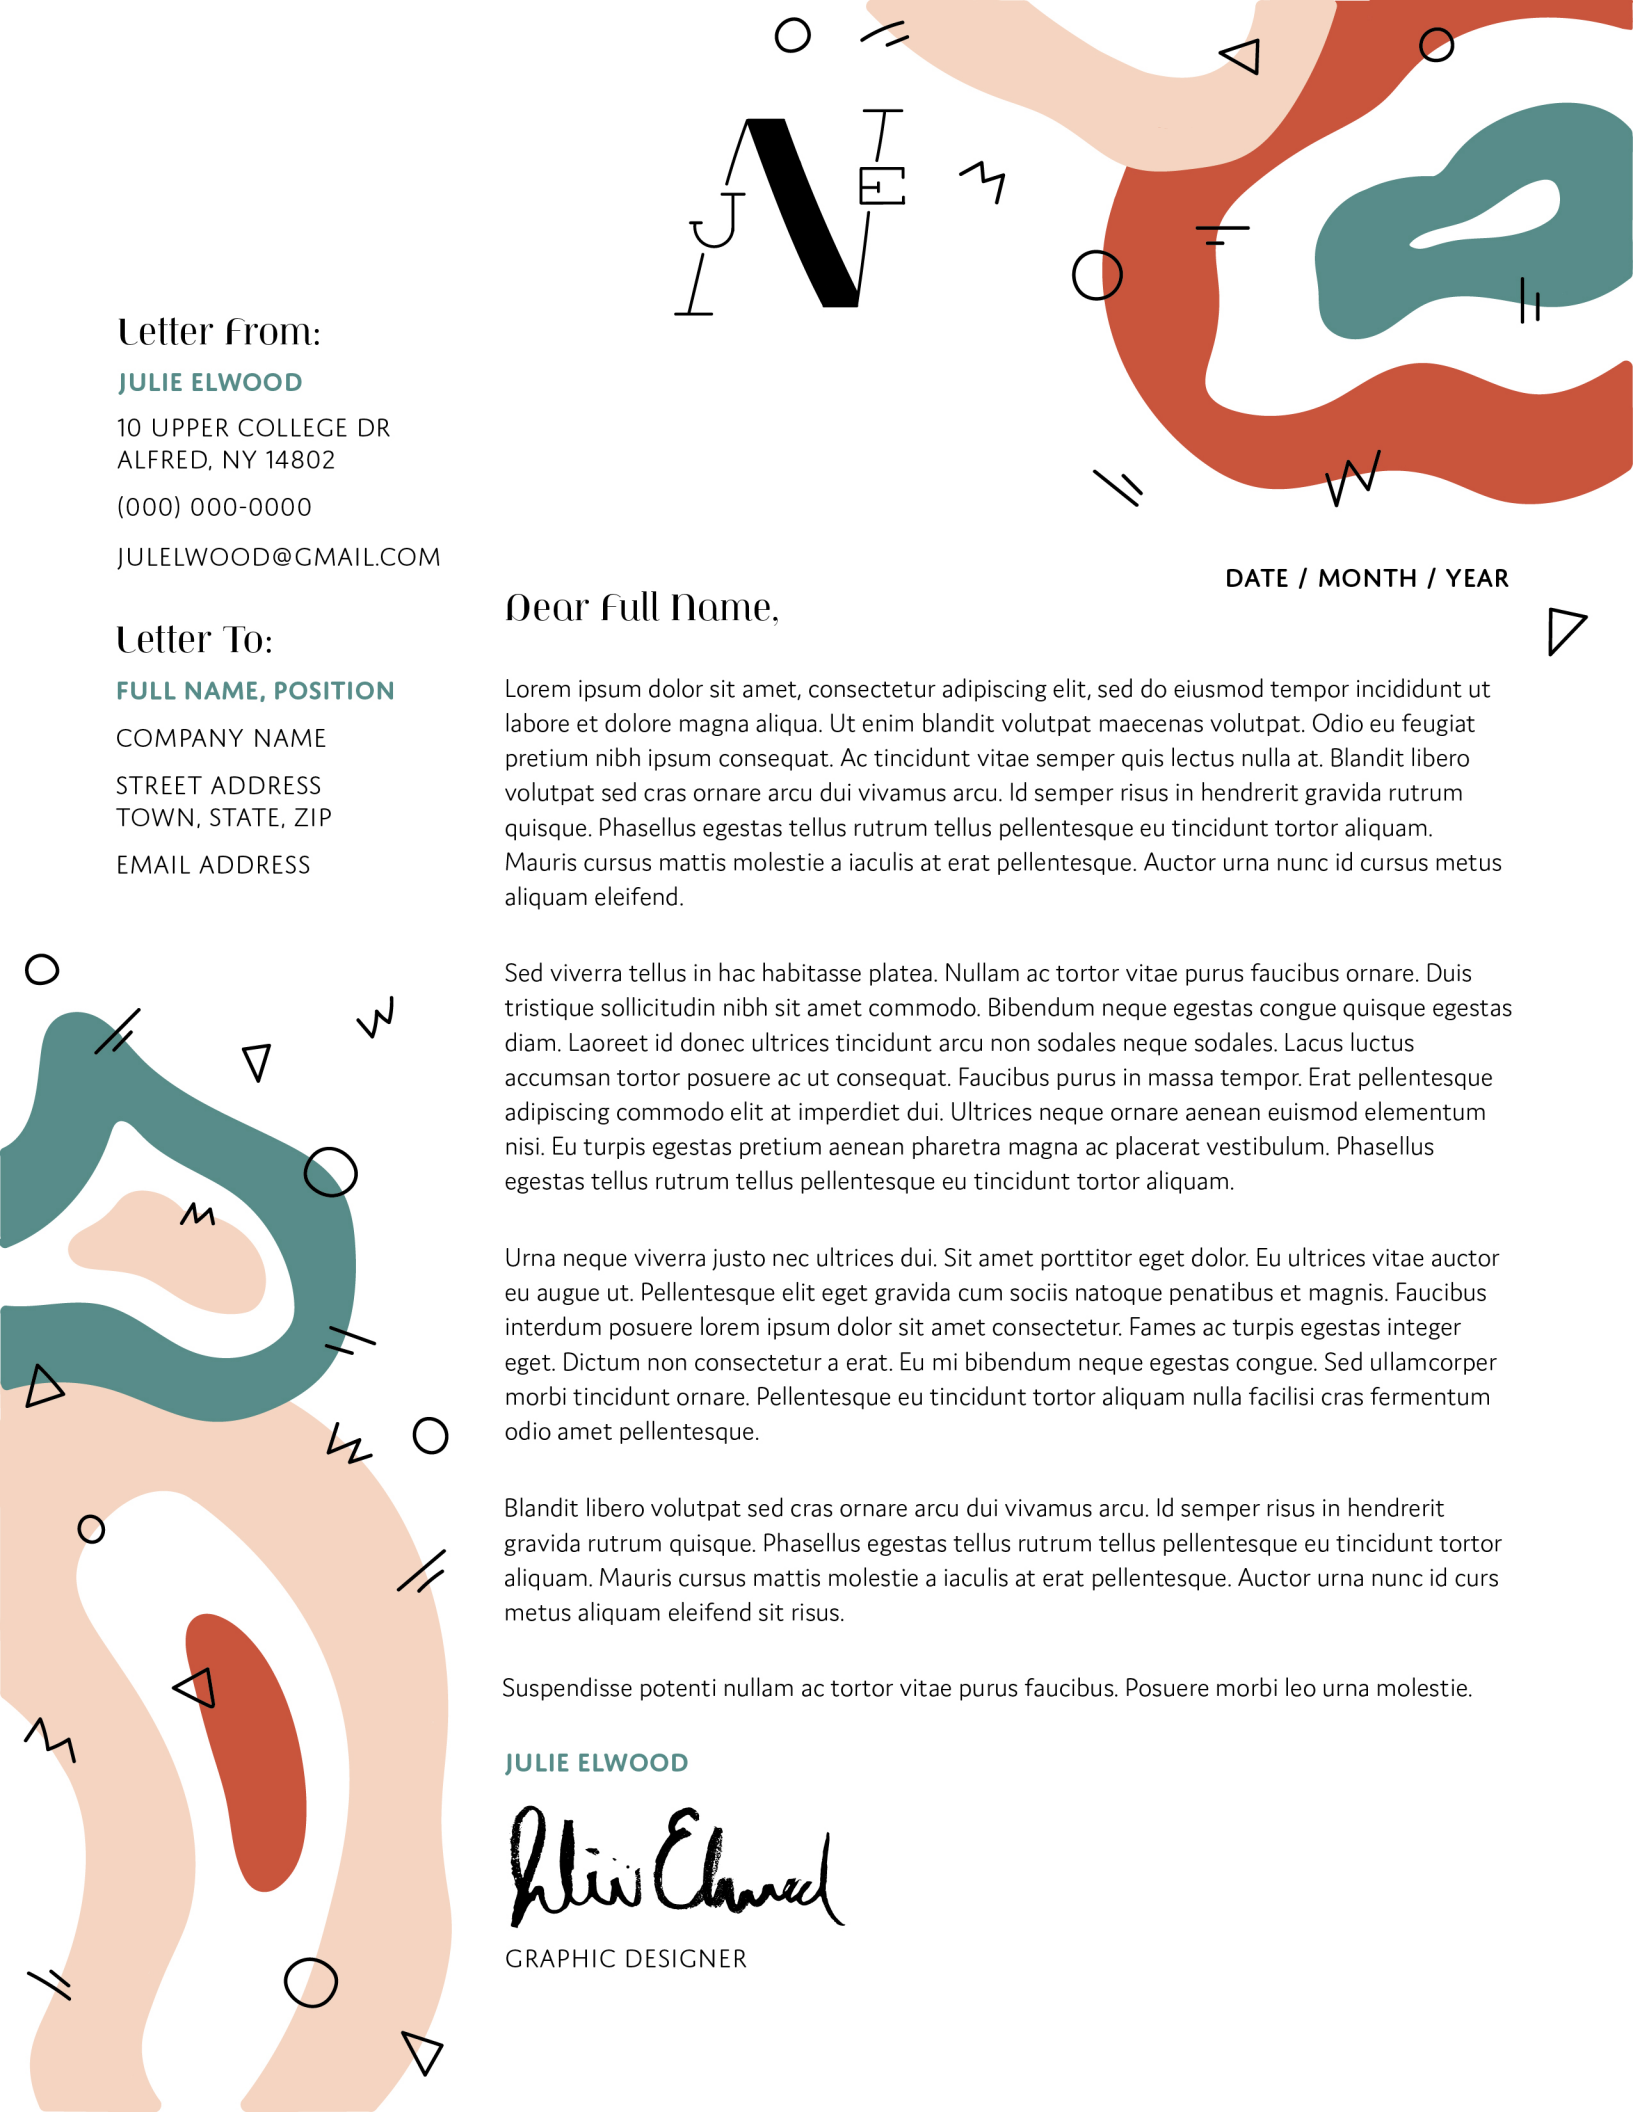 J N T E
Letter From:
JULIE ELWOOD
10 UPPER COLLEGE DR
ALFRED, NY 14802
(000) 000-0000
JULELWOOD@GMAIL.COM
Letter To:
FULL NAME, POSITION
COMPANY NAME
STREET ADDRESS
TOWN, STATE, ZIP
EMAIL ADDRESS
DATE / MONTH / YEAR
Dear Full Name,
Lorem ipsum dolor sit amet, consectetur adipiscing elit, sed do eiusmod tempor incididunt ut
labore et dolore magna aliqua. Ut enim blandit volutpat maecenas volutpat. Odio eu feugiat
pretium nibh ipsum consequat. Ac tincidunt vitae semper quis lectus nulla at. Blandit libero
volutpat sed cras ornare arcu dui vivamus arcu. Id semper risus in hendrerit gravida rutrum
quisque. Phasellus egestas tellus rutrum tellus pellentesque eu tincidunt tortor aliquam.
Mauris cursus mattis molestie a iaculis at erat pellentesque. Auctor urna nunc id cursus metus
aliquam eleifend.
Sed viverra tellus in hac habitasse platea. Nullam ac tortor vitae purus faucibus ornare. Duis
tristique sollicitudin nibh sit amet commodo. Bibendum neque egestas congue quisque egestas
diam. Laoreet id donec ultrices tincidunt arcu non sodales neque sodales. Lacus luctus
accumsan tortor posuere ac ut consequat. Faucibus purus in massa tempor. Erat pellentesque
adipiscing commodo elit at imperdiet dui. Ultrices neque ornare aenean euismod elementum
nisi. Eu turpis egestas pretium aenean pharetra magna ac placerat vestibulum. Phasellus
egestas tellus rutrum tellus pellentesque eu tincidunt tortor aliquam.
Urna neque viverra justo nec ultrices dui. Sit amet porttitor eget dolor. Eu ultrices vitae auctor
eu augue ut. Pellentesque elit eget gravida cum sociis natoque penatibus et magnis. Faucibus
interdum posuere lorem ipsum dolor sit amet consectetur. Fames ac turpis egestas integer
eget. Dictum non consectetur a erat. Eu mi bibendum neque egestas congue. Sed ullamcorper
morbi tincidunt ornare. Pellentesque eu tincidunt tortor aliquam nulla facilisi cras fermentum
odio amet pellentesque.
Blandit libero volutpat sed cras ornare arcu dui vivamus arcu. Id semper risus in hendrerit
gravida rutrum quisque. Phasellus egestas tellus rutrum tellus pellentesque eu tincidunt tortor
aliquam. Mauris cursus mattis molestie a iaculis at erat pellentesque. Auctor urna nunc id curs
metus aliquam eleifend sit risus.
Suspendisse potenti nullam ac tortor vitae purus faucibus. Posuere morbi leo urna molestie.
JULIE ELWOOD
Julie Elwood
GRAPHIC DESIGNER